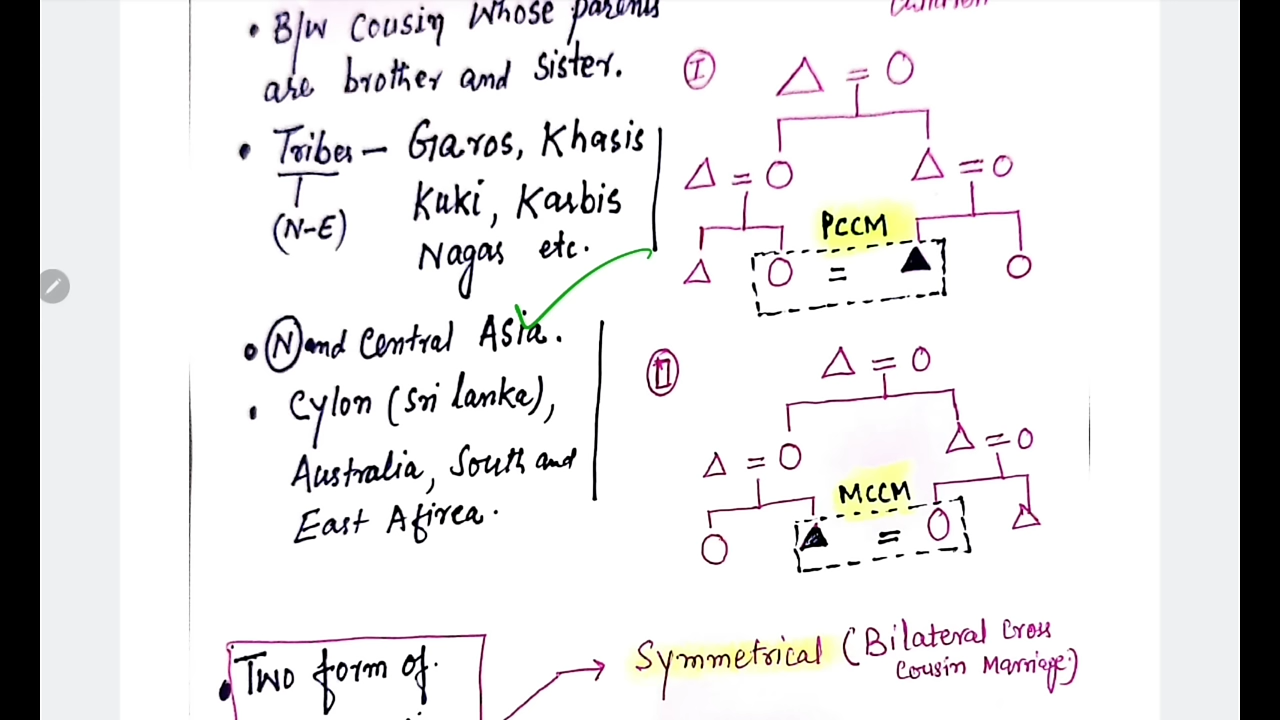 • B/W Cousin Whose parents
are brother and Sister.
• Tribes — Garos, Khasis
(N-E) Kuki, Karbis
Nagas etc.
• (N) and Central Asia.
• Cylon (Sri lanka),
Australia, South and
East Afirea.
I
PCCM
II
MCCM
• Two form of
Symmetrical (Bilateral Cross
Cousin Marriage)